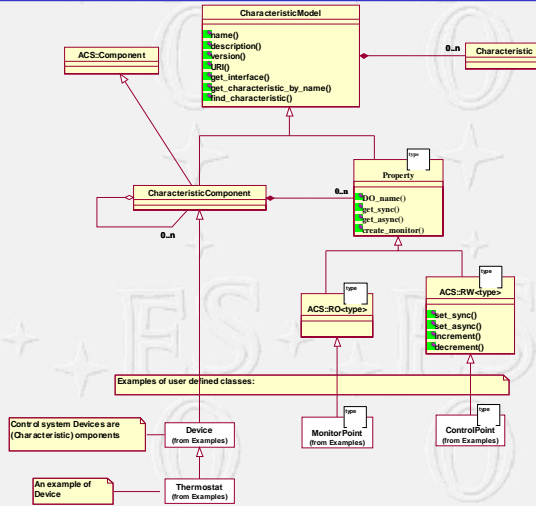 CharacteristicModel
name()
description()
version()
URI()
get_interface()
get_characteristic_by_name()
find_characteristic()
ACS::Component
0..n
Characteristic
type
Property
DO_name()
get_sync()
get_async()
create_monitor()
CharacteristicComponent
0..n
0..n
type
ACS::RO<type>
type
ACS::RW<type>
set_sync()
set_async()
increment()
decrement()
Examples of user defined classes:
Control system Devices are
(Characteristic) omponents
Device
(from Examples)
type
MonitorPoint
(from Examples)
type
ControlPoint
(from Examples)
An example of
Device
Thermostat
(from Examples)
ES